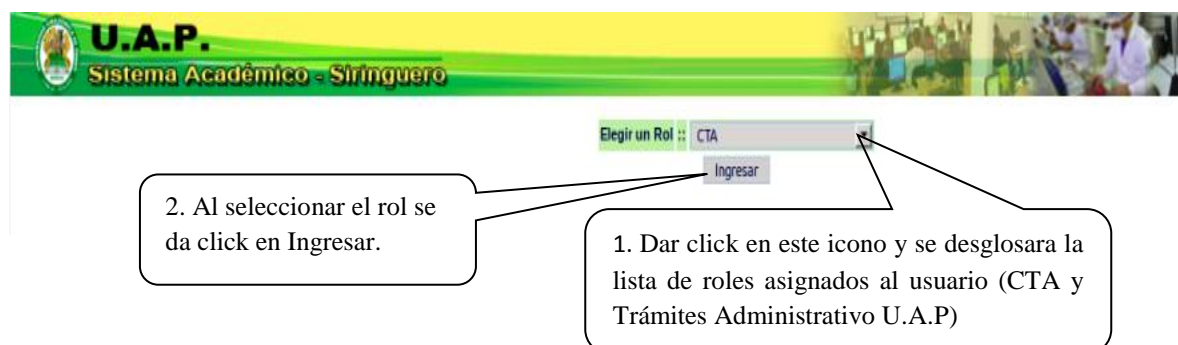 U.A.P.
Sistema Académico - Siringuero
Elegir un Rol :: CTA
Ingresar
2. Al seleccionar el rol se
da click en Ingresar.
1. Dar click en este icono y se desglosara la
lista de roles asignados al usuario (CTA y
Trámites Administrativo U.A.P)